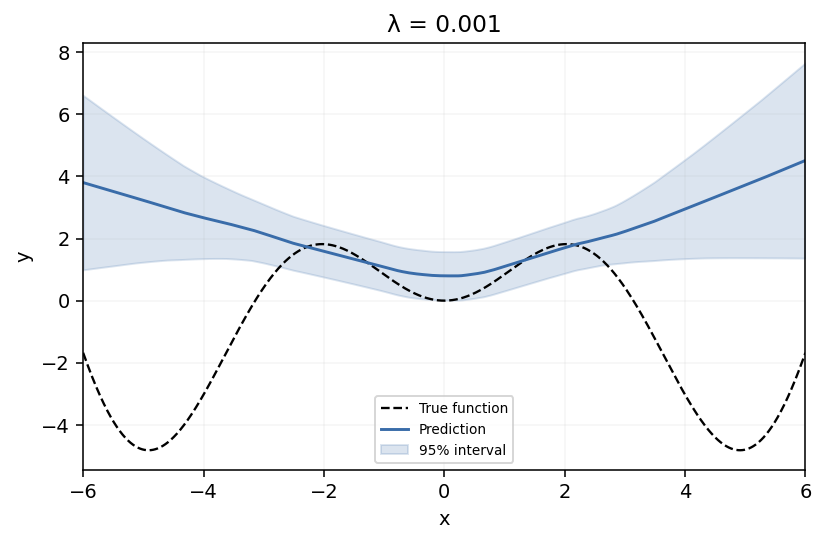 λ = 0.001
8
6
4
2
0
−2
−4
y
−6
−4
−2
0
2
4
6
x
True function
Prediction
95% interval